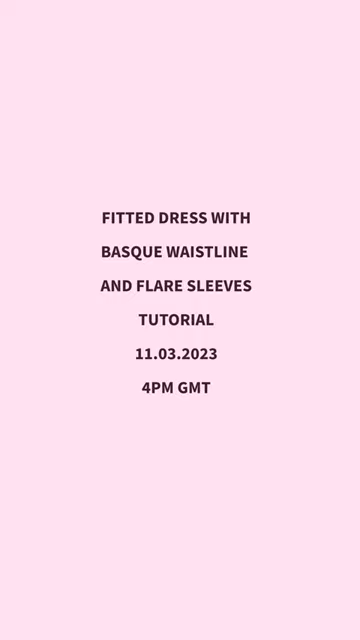 FITTED DRESS WITH
BASQUE WAISTLINE
AND FLARE SLEEVES
TUTORIAL
11.03.2023
4PM GMT